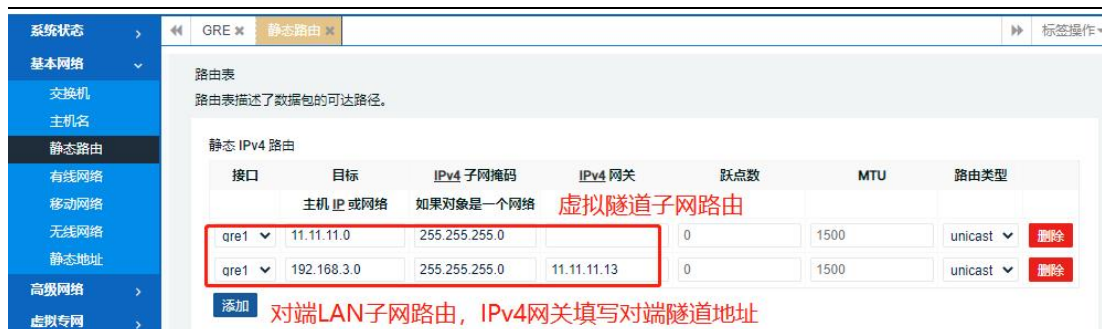 系统状态
GRE 静态路由 标签操作
基本网络
路由表
交换机
路由表描述了数据包的可达路径。
主机名
静态路由
静态 IPv4 路由
有线网络
接口 目标 IPv4 子网掩码 IPv4 网关 跃点数 MTU 路由类型
移动网络
主机 IP 或网络 如果对象是一个网络 虚拟隧道子网路由
无线网络
gre1 11.11.11.0 255.255.255.0 0 1500 unicast 删除
静态地址
gre1 192.168.3.0 255.255.255.0 11.11.11.13 0 1500 unicast 删除
高级网络
添加 对端LAN子网路由，IPv4网关填写对端隧道地址
虚拟专网